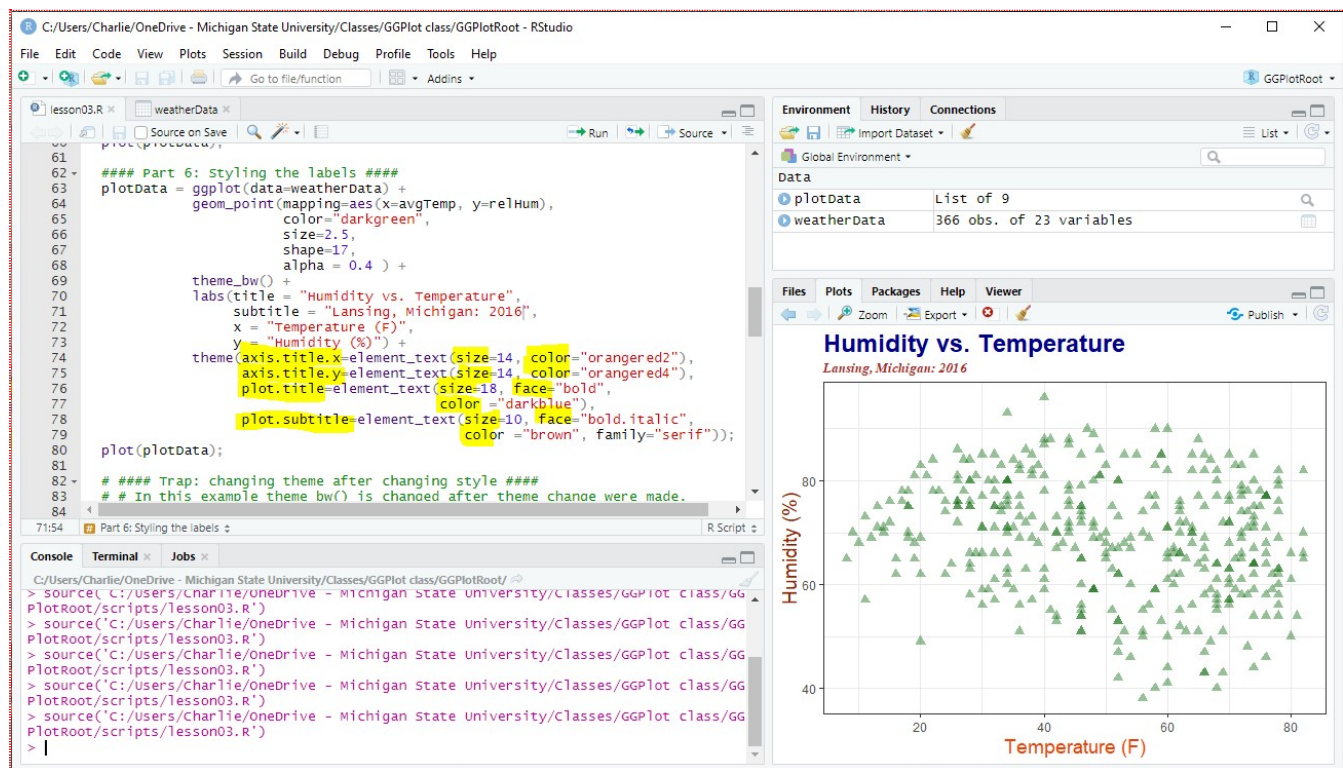 C:/Users/Charlie/OneDrive - Michigan State University/Classes/GGPlot class/GGPlotRoot - RStudio
File Edit Code View Plots Session Build Debug Profile Tools Help
Go to file/function Addins GGPlotRoot
lesson03.R weatherData
Source on Save Run Source
60 plot(plotData);
61
62 #### Part 6: Styling the labels ####
63 plotData = ggplot(data=weatherData) +
64 geom_point(mapping=aes(x=avgTemp, y=relHum),
65 color="darkgreen",
66 size=2.5,
67 shape=17,
68 alpha = 0.4 ) +
69 theme_bw() +
70 labs(title = "Humidity vs. Temperature",
71 subtitle = "Lansing, Michigan: 2016",
72 x = "Temperature (F)",
73 y = "Humidity (%)") +
74 theme(axis.title.x=element_text(size=14, color="orangered2"),
75 axis.title.y=element_text(size=14, color="orangered4"),
76 plot.title=element_text(size=18, face="bold",
77 color ="darkblue"),
78 plot.subtitle=element_text(size=10, face="bold.italic",
79 color ="brown", family="serif"));
80 plot(plotData);
81
82 # #### Trap: changing theme after changing style ####
83 # # In this example theme_bw() is changed after theme change were made.
84
71:54 Part 6: Styling the labels R Script
Console Terminal Jobs
C:/Users/Charlie/OneDrive - Michigan State University/Classes/GGPlot class/GGPlotRoot/
> source('C:/Users/Charlie/OneDrive - Michigan State University/Classes/GGPlot class/GG
PlotRoot/scripts/lesson03.R')
> source('C:/Users/Charlie/OneDrive - Michigan State University/Classes/GGPlot class/GG
PlotRoot/scripts/lesson03.R')
> source('C:/Users/Charlie/OneDrive - Michigan State University/Classes/GGPlot class/GG
PlotRoot/scripts/lesson03.R')
> source('C:/Users/Charlie/OneDrive - Michigan State University/Classes/GGPlot class/GG
PlotRoot/scripts/lesson03.R')
> source('C:/Users/Charlie/OneDrive - Michigan State University/Classes/GGPlot class/GG
PlotRoot/scripts/lesson03.R')
>
Environment History Connections
Import Dataset List
Global Environment
Data
plotData List of 9
weatherData 366 obs. of 23 variables
Files Plots Packages Help Viewer
Zoom Export Publish
Humidity vs. Temperature
Lansing, Michigan: 2016
Humidity (%)
80
60
40
20 40 60 80
Temperature (F)